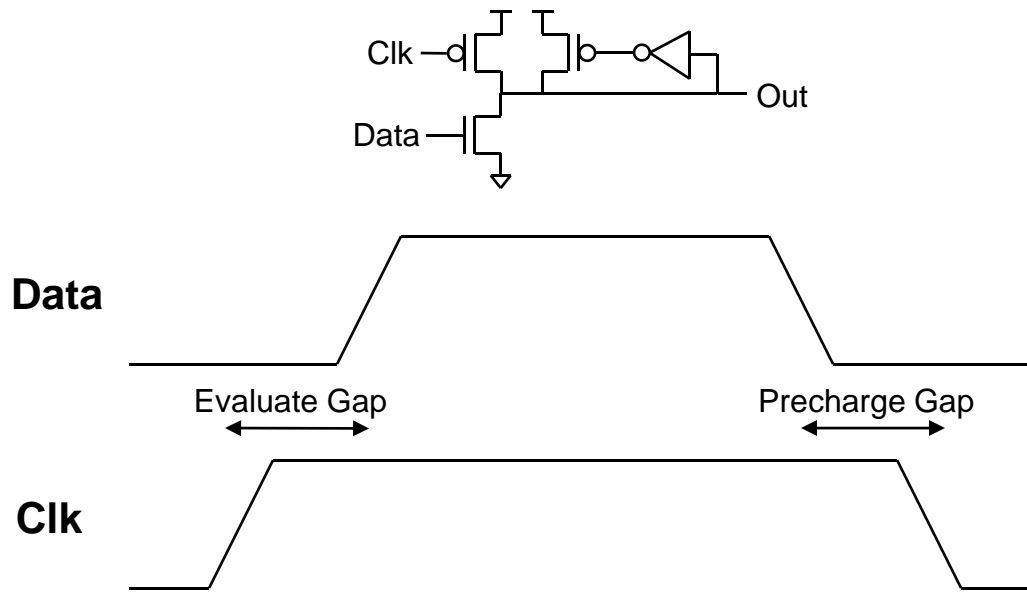 Clk
Out
Data
Data
Evaluate Gap
Precharge Gap
Clk